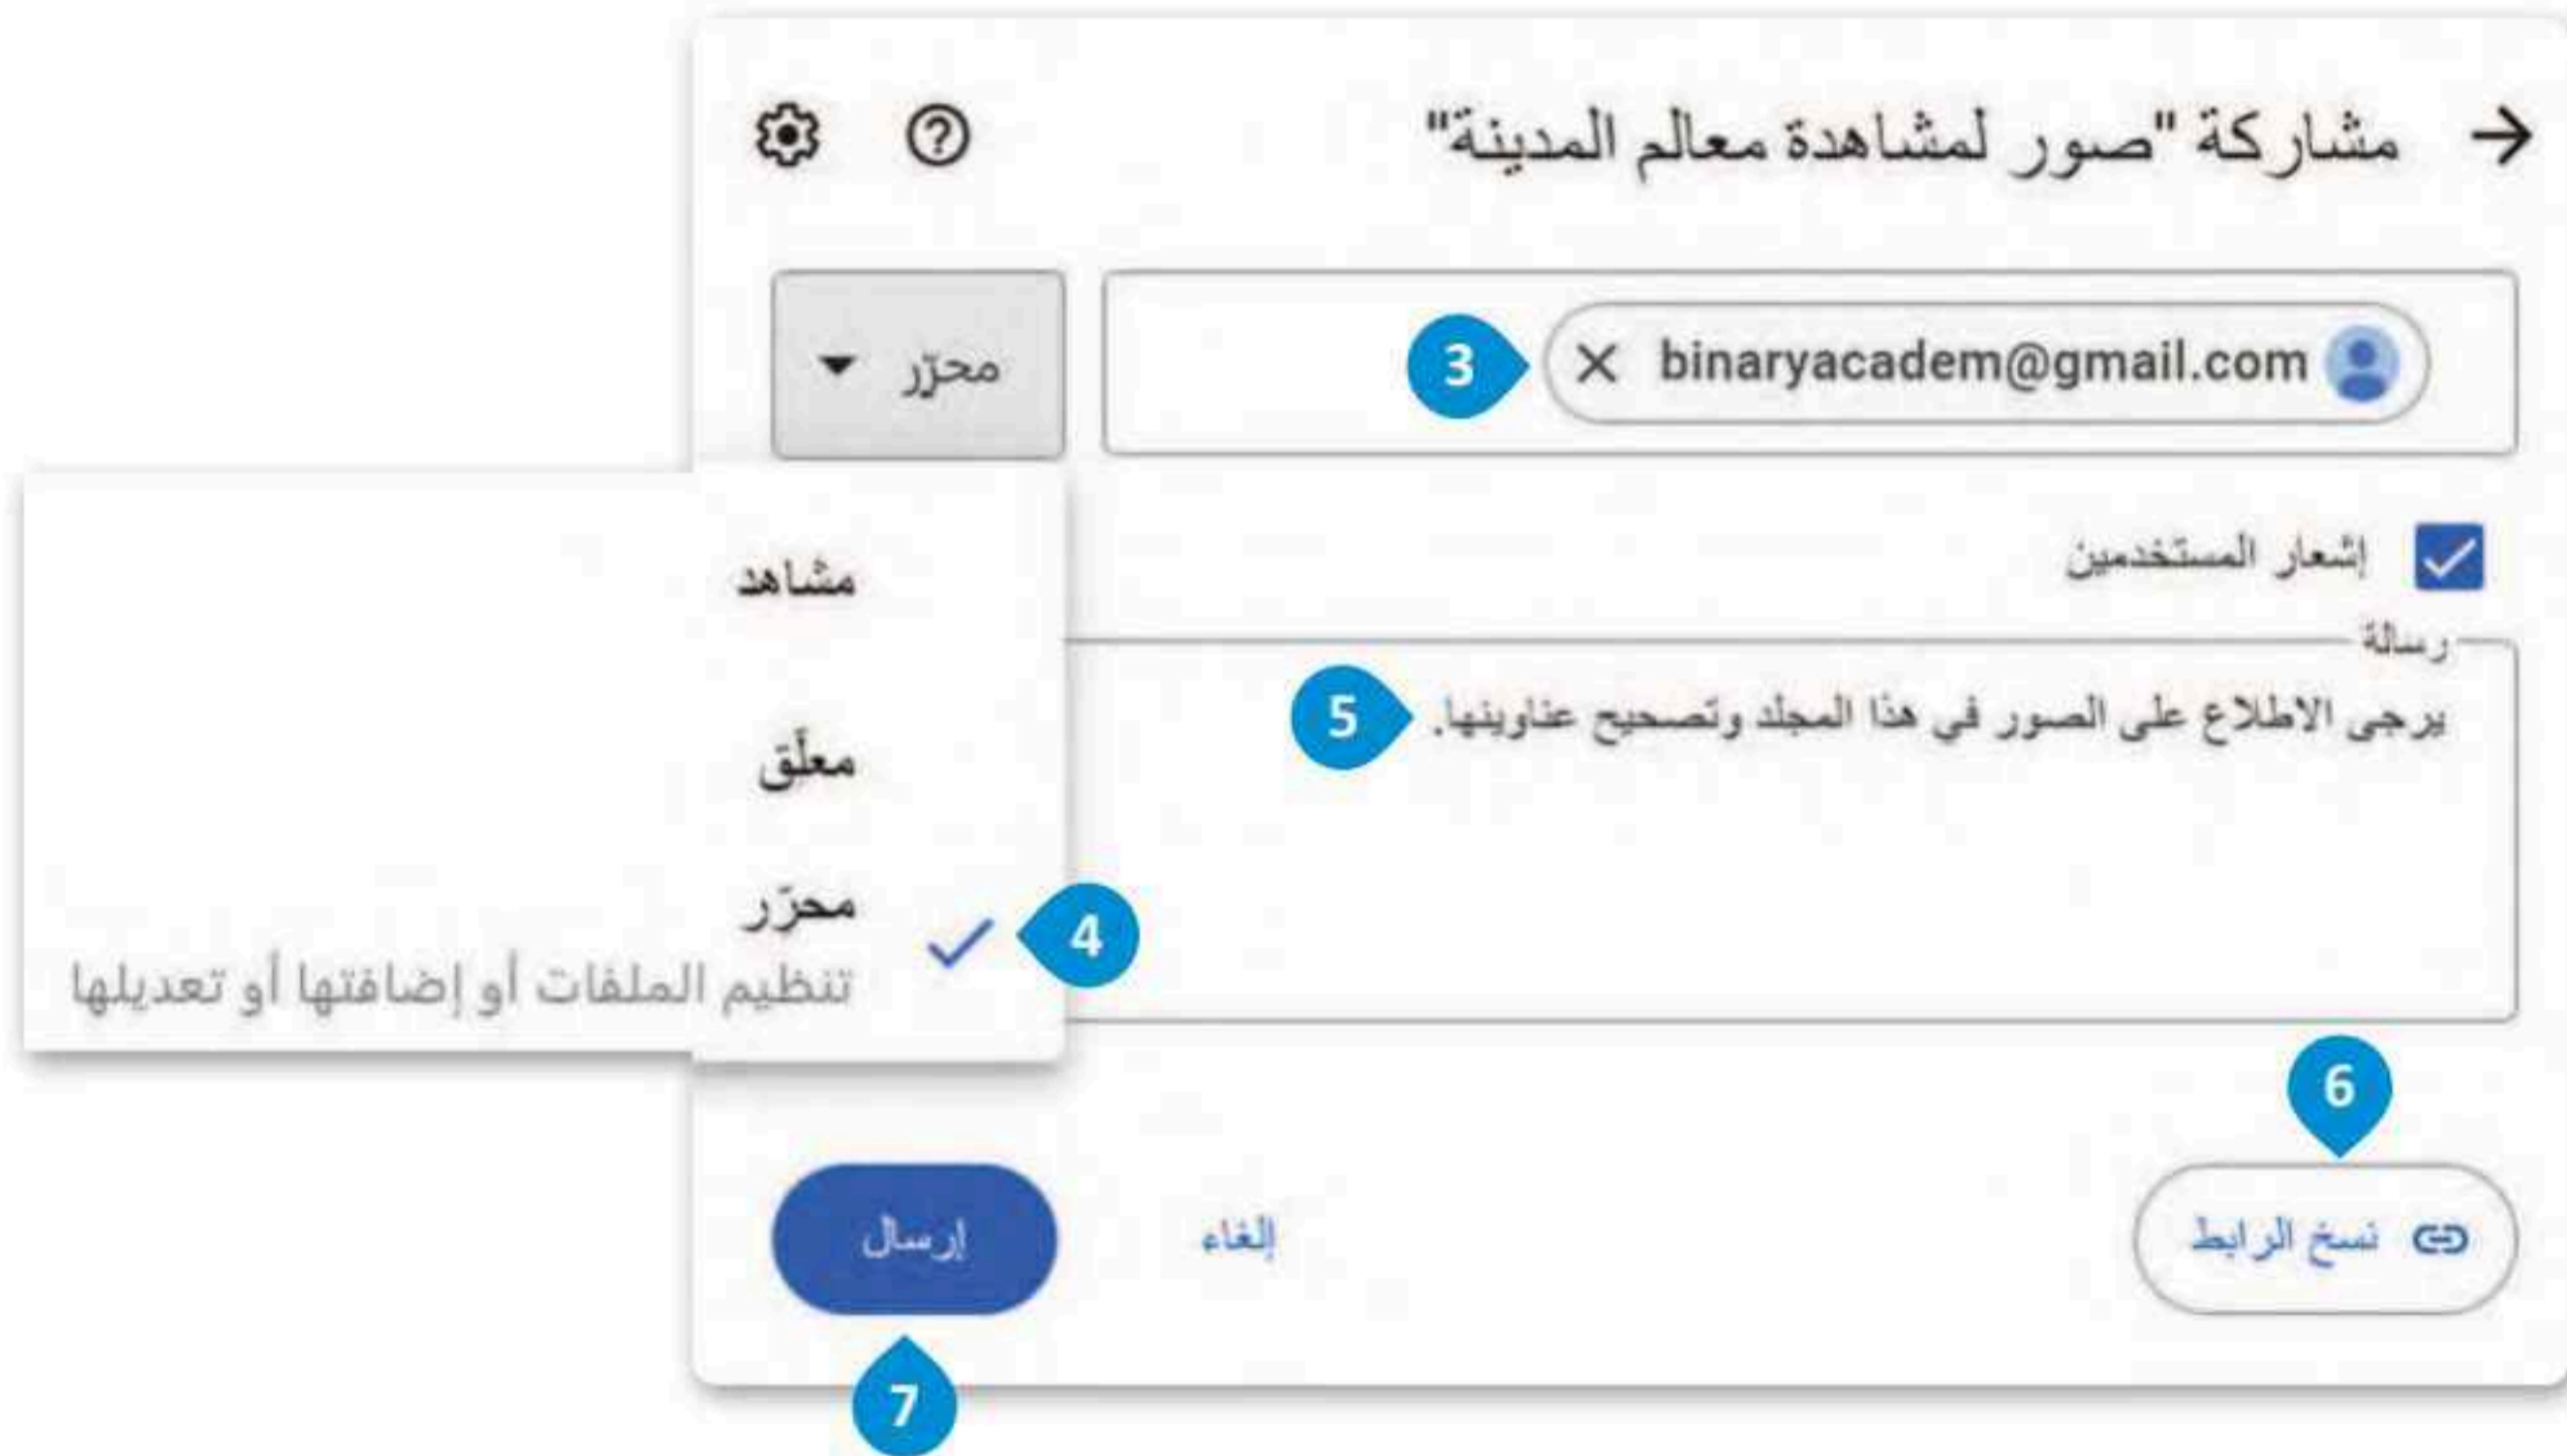 مشاركة "صور لمشاهدة معالم المدينة"
binaryacadem@gmail.com
3
محرّر
إشعار المستخدمين
رسالة
يرجى الاطلاع على الصور في هذا المجلد وتصحيح عناوينها.
5
مشاهد
معلّق
محرّر
تنظيم الملفات أو إضافتها أو تعديلها
4
6
نسخ الرابط
إلغاء
إرسال
7